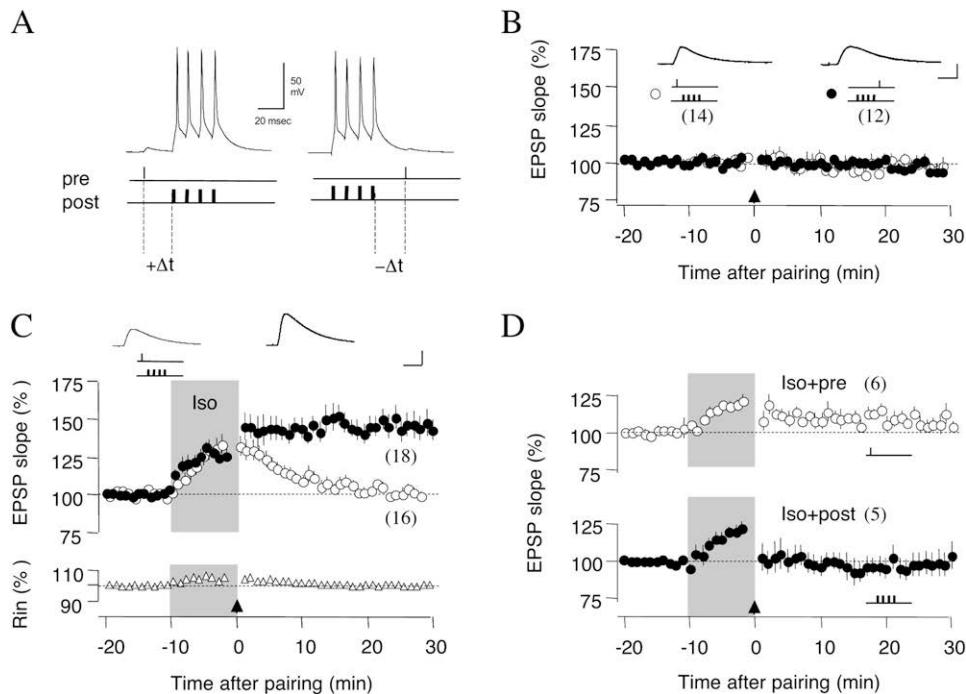 A
50
mV
20 msec
pre
post
+Δt
−Δt
B
EPSP slope (%)
175
150
125
100
75
(14)
(12)
-20
-10
0
10
20
30
Time after pairing (min)
C
EPSP slope (%)
175
150
125
100
75
Iso
(18)
(16)
Rin (%)
110
90
-20
-10
0
10
20
30
Time after pairing (min)
D
EPSP slope (%)
125
100
75
Iso+pre (6)
125
100
75
Iso+post (5)
-20
-10
0
10
20
30
Time after pairing (min)